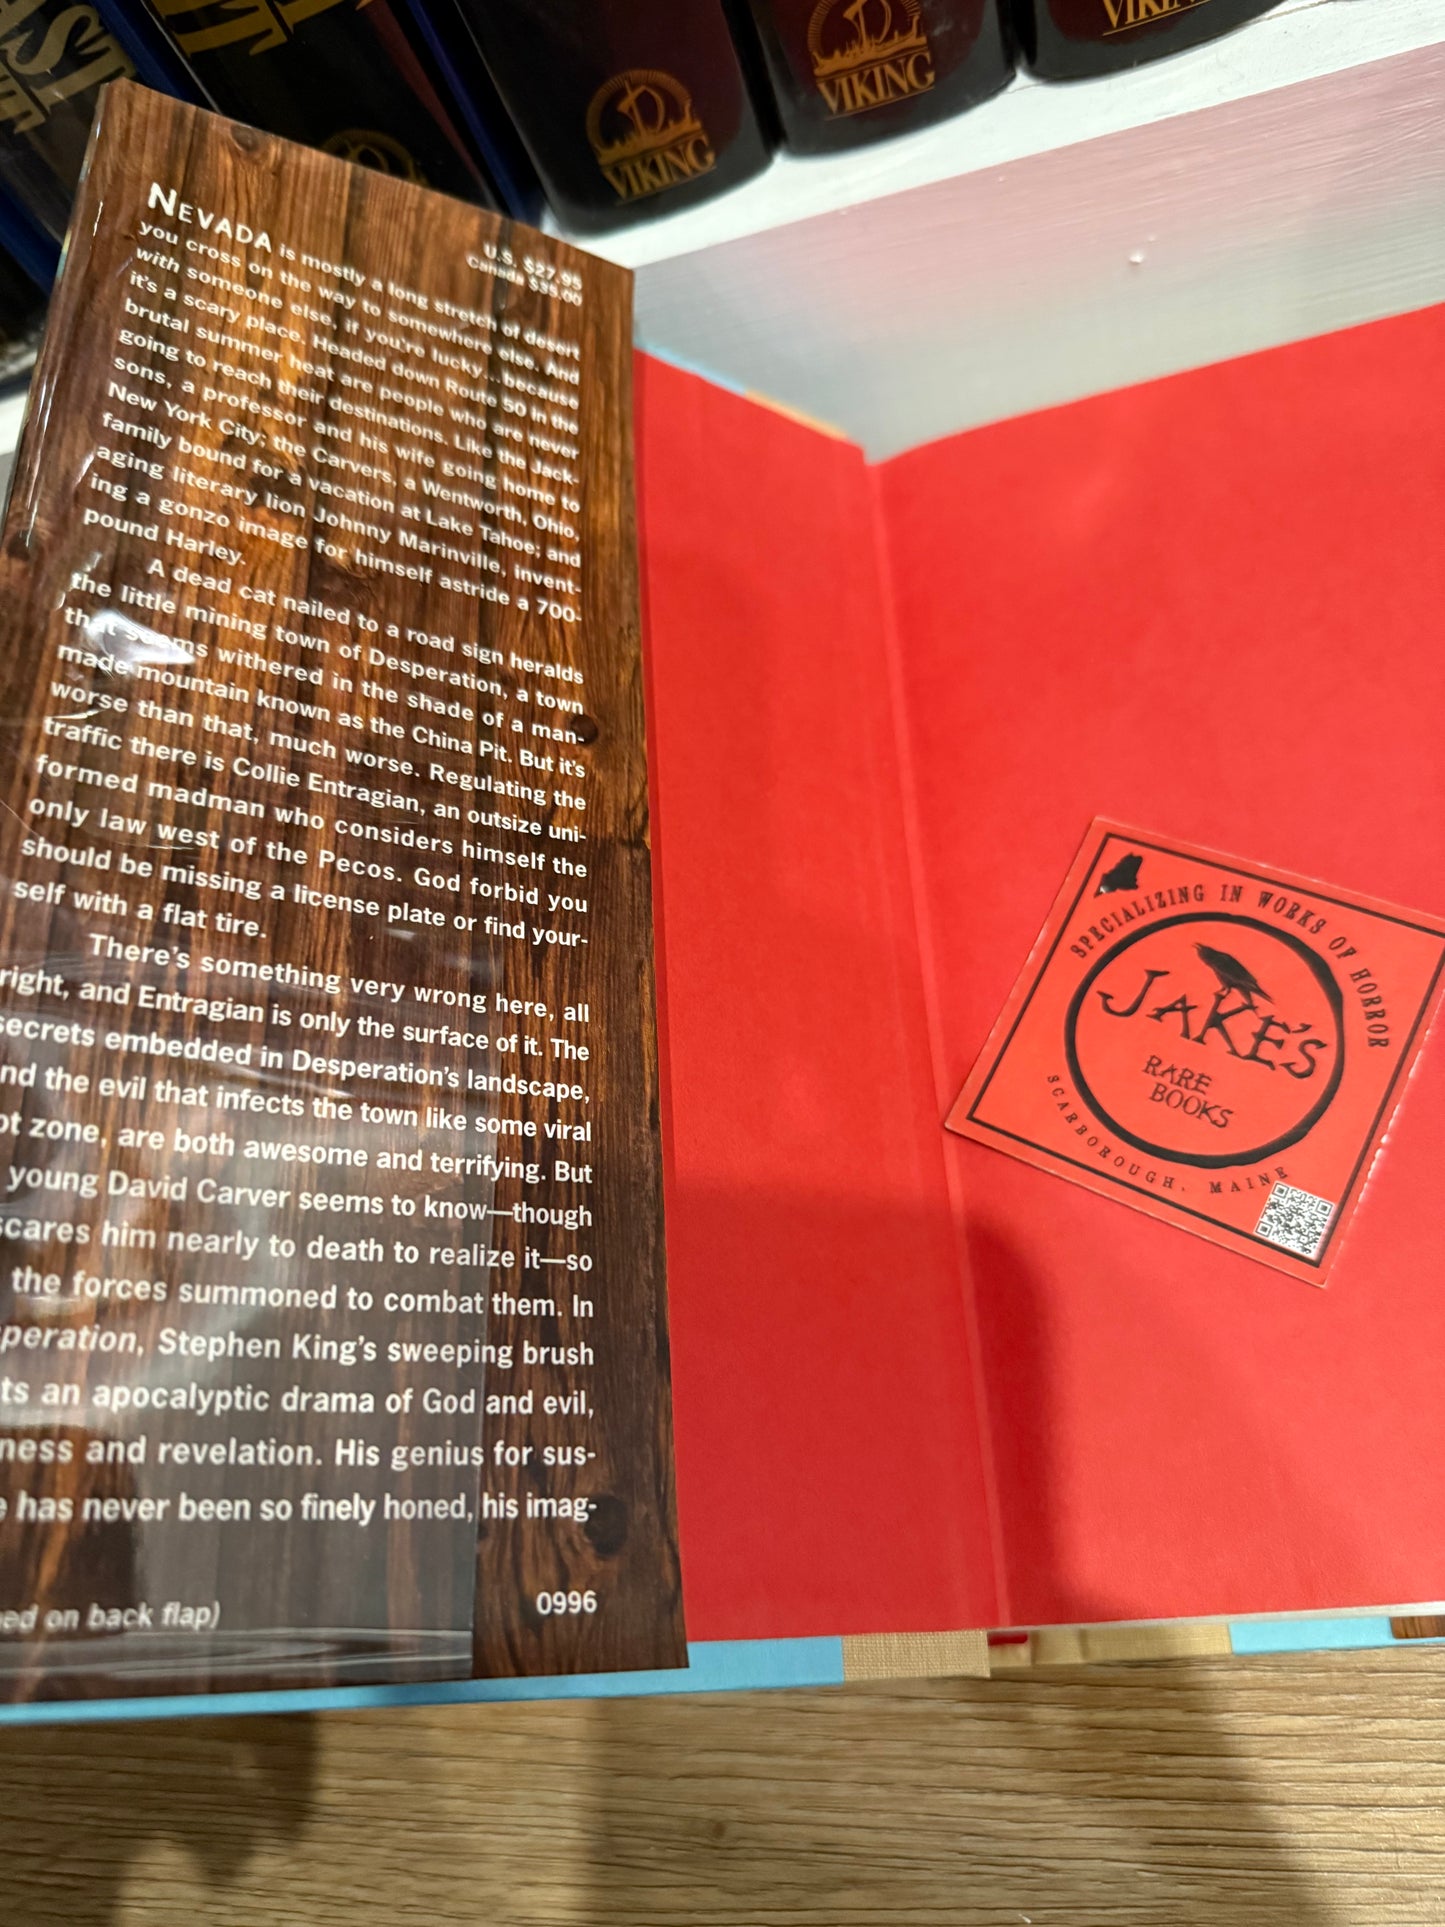 VIKING
VIKING
VIKING
U.S. $27.95
Canada $35.00
NEVADA is mostly a long stretch of desert
you cross on the way to somewhere else. And
with someone else, if you're lucky...because
it's a scary place. Headed down Route 50 in the
brutal summer heat are people who are never
going to reach their destinations. Like the Jack-
sons, a professor and his wife going home to
New York City; the Carvers, a Wentworth, Ohio,
family bound for a vacation at Lake Tahoe; and
aging literary lion Johnny Marinville, invent-
ing a gonzo image for himself astride a 700-
pound Harley.
A dead cat nailed to a road sign heralds
the little mining town of Desperation, a town
that seems withered in the shade of a man-
made mountain known as the China Pit. But it's
worse than that, much worse. Regulating the
traffic there is Collie Entragian, an outsize uni-
formed madman who considers himself the
only law west of the Pecos. God forbid you
should be missing a license plate or find your-
self with a flat tire.
There's something very wrong here, all
right, and Entragian is only the surface of it. The
secrets embedded in Desperation's landscape,
nd the evil that infects the town like some viral
ot zone, are both awesome and terrifying. But
young David Carver seems to know—though
scares him nearly to death to realize it—so
the forces summoned to combat them. In
peration, Stephen King's sweeping brush
ts an apocalyptic drama of God and evil,
ness and revelation. His genius for sus-
e has never been so finely honed, his imag-
ed on back flap)
0996
SPECIALIZING IN WORKS OF HORROR
JAKE'S
RARE
BOOKS
SCARBOROUGH, MAINE